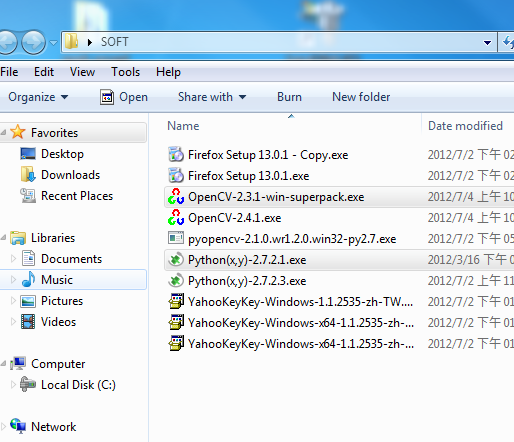 SOFT
File Edit View Tools Help
Organize Open Share with Burn New folder
Name Date modified
Favorites
Desktop
Downloads
Recent Places
Libraries
Documents
Music
Pictures
Videos
Computer
Local Disk (C:)
Network
Firefox Setup 13.0.1 - Copy.exe 2012/7/2 下午 02
Firefox Setup 13.0.1.exe 2012/7/2 下午 02
OpenCV-2.3.1-win-superpack.exe 2012/7/4 上午 10
OpenCV-2.4.1.exe 2012/7/4 上午 10
pyopencv-2.1.0.wr1.2.0.win32-py2.7.exe 2012/7/2 下午 02
Python(x,y)-2.7.2.1.exe 2012/3/16 下午
Python(x,y)-2.7.2.3.exe 2012/7/2 上午 11
YahooKeyKey-Windows-1.1.2535-zh-TW.... 2012/7/2 下午 01
YahooKeyKey-Windows-x64-1.1.2535-zh-... 2012/7/2 下午 01
YahooKeyKey-Windows-x64-1.1.2535-zh-... 2012/7/2 下午 01